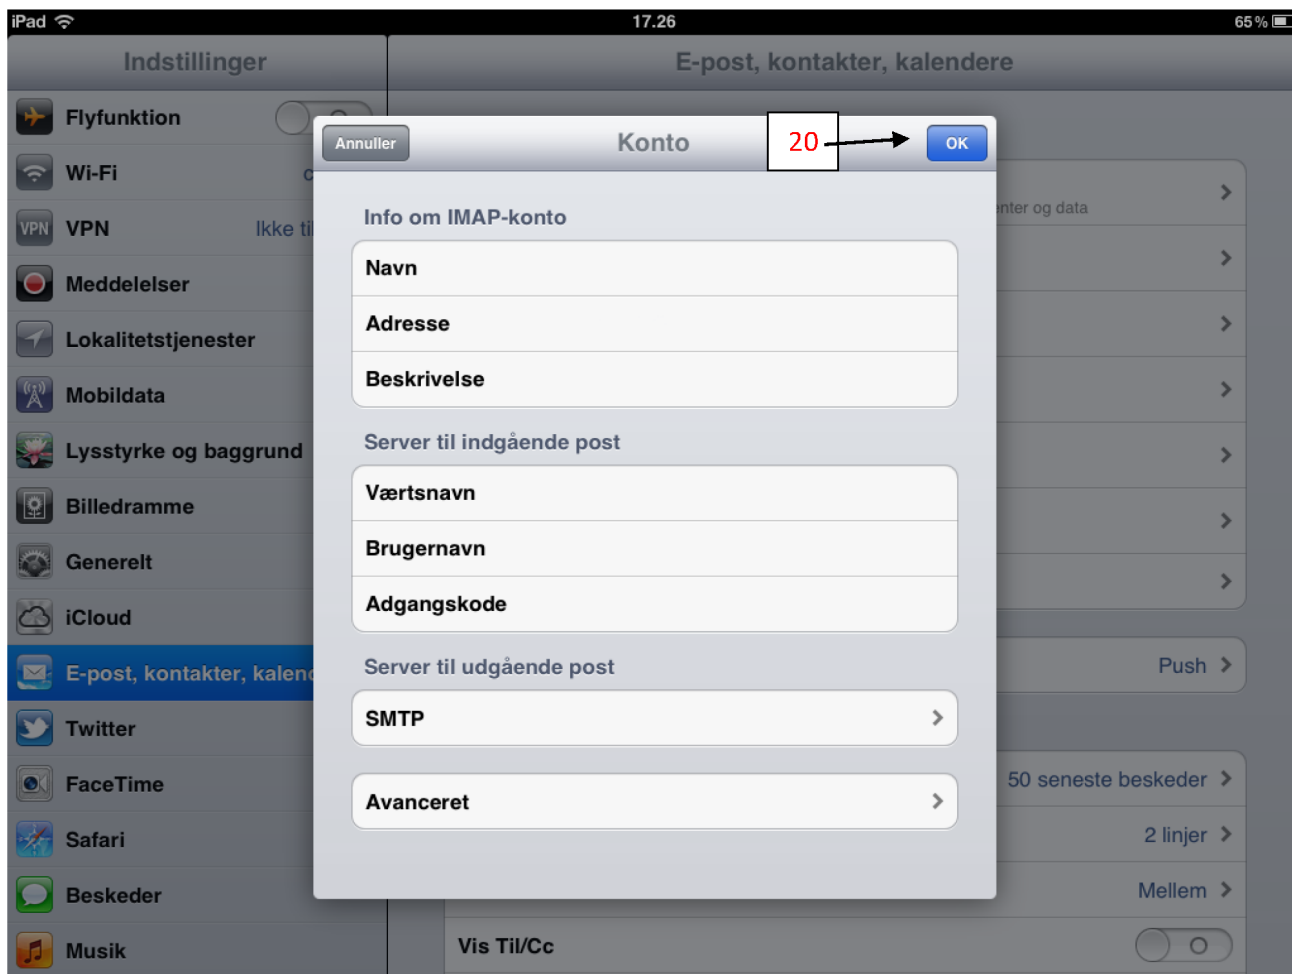 iPad 17.26 65 %
Indstillinger
E-post, kontakter, kalendere
Flyfunktion
Wi-Fi
VPN VPN Ikke til
Meddelelser
Lokalitetstjenester
Mobildata
Lysstyrke og baggrund
Billedramme
Generelt
iCloud
E-post, kontakter, kalend
Twitter
FaceTime
Safari
Beskeder
Musik
Annuller Konto 20 OK
Info om IMAP-konto
Navn
Adresse
Beskrivelse
Server til indgående post
Værtsnavn
Brugernavn
Adgangskode
Server til udgående post
SMTP
Avanceret
og data
Push
50 seneste beskeder
2 linjer
Mellem
Vis Til/Cc